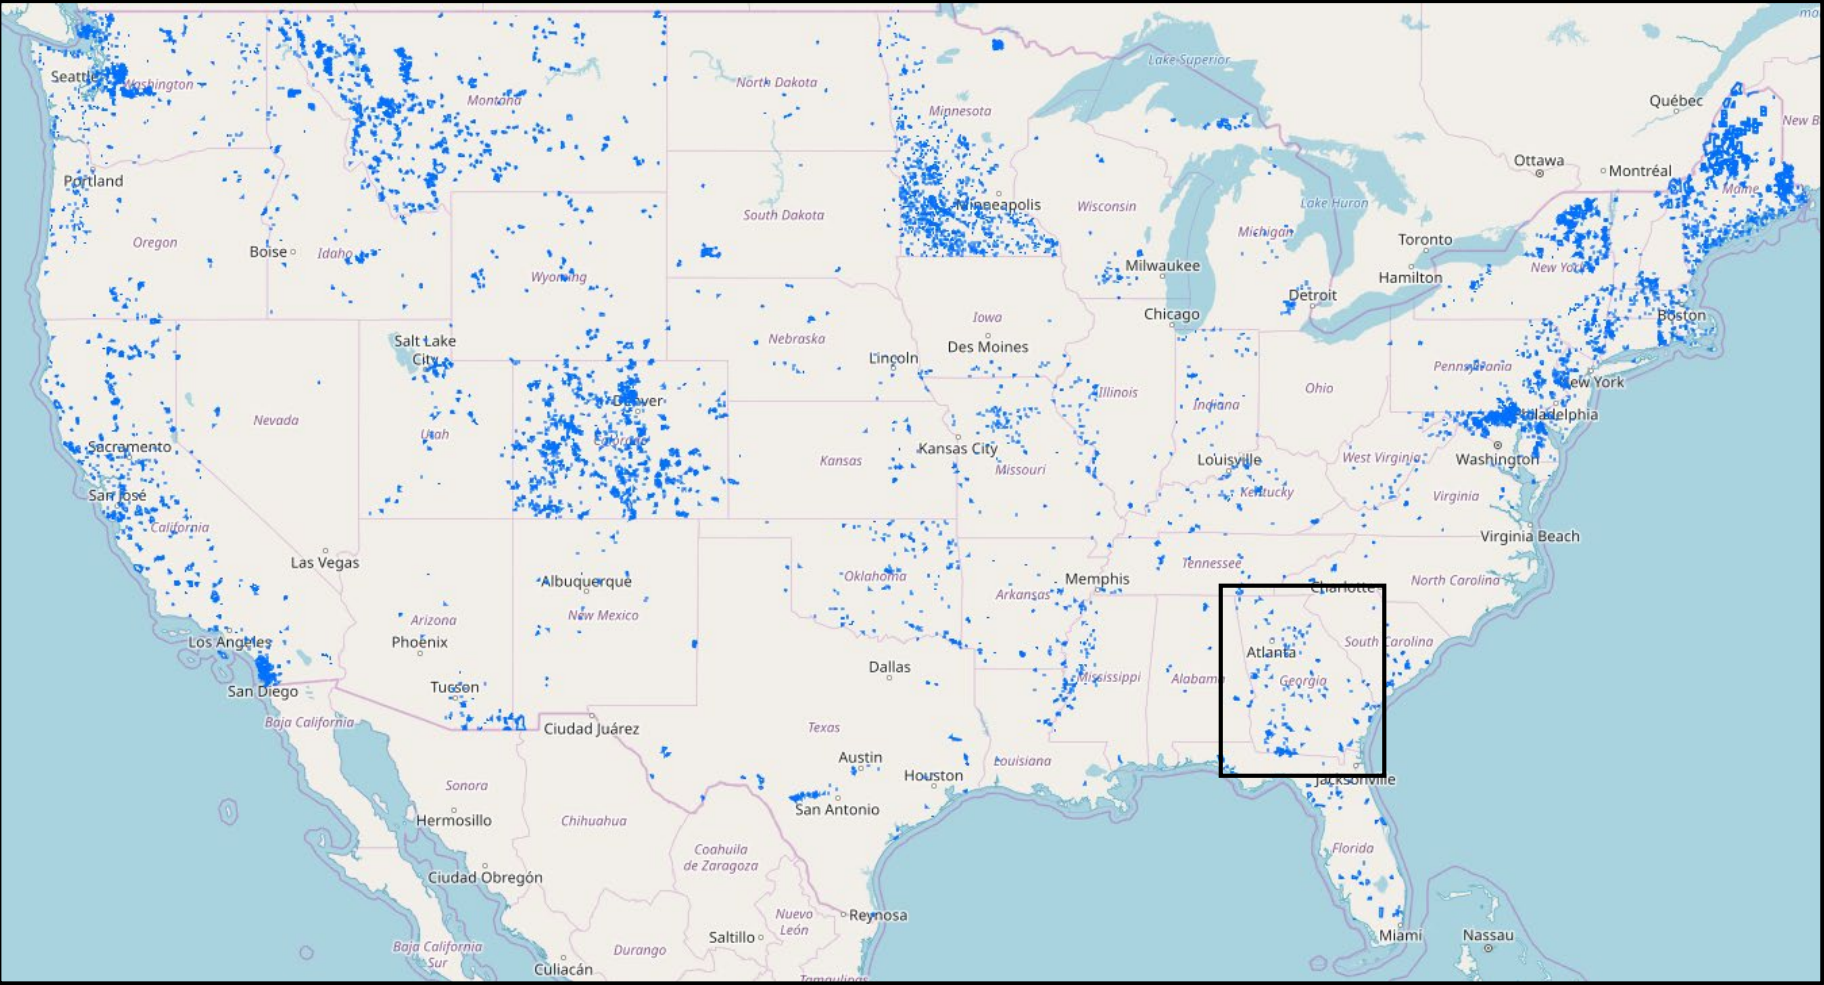 ma
Lake Superior
Seattle
Washington
North Dakota
Montana
Minnesota
Québec
New B
Ottawa
Montréal
Portland
Maine
Minneapolis
Wisconsin
Lake Huron
South Dakota
Oregon
Boise
Idaho
Michigan
Toronto
Milwaukee
New York
Wyoming
Hamilton
Detroit
Chicago
Iowa
Boston
Salt Lake
City
Nebraska
Des Moines
Lincoln
Pennsylvania
New York
Ohio
Illinois
Denver
Indiana
Philadelphia
Nevada
Utah
Colorado
Sacramento
Kansas City
Kansas
Louisville
West Virginia
Washington
Missouri
San José
Kentucky
Virginia
California
Virginia Beach
Las Vegas
Tennessee
Albuquerque
Oklahoma
Memphis
North Carolina
Charlotte
Arkansas
New Mexico
Arizona
Los Angeles
Phoenix
South Carolina
Atlanta
Dallas
Mississippi
Alabama
Georgia
Tucson
San Diego
Baja California
Ciudad Juárez
Texas
Austin
Louisiana
Houston
Jacksonville
Sonora
San Antonio
Hermosillo
Chihuahua
Coahuila
de Zaragoza
Florida
Ciudad Obregón
Nuevo
León
Reynosa
Saltillo
Miami
Nassau
Baja California
Sur
Durango
Culiacán
Tamaulipas